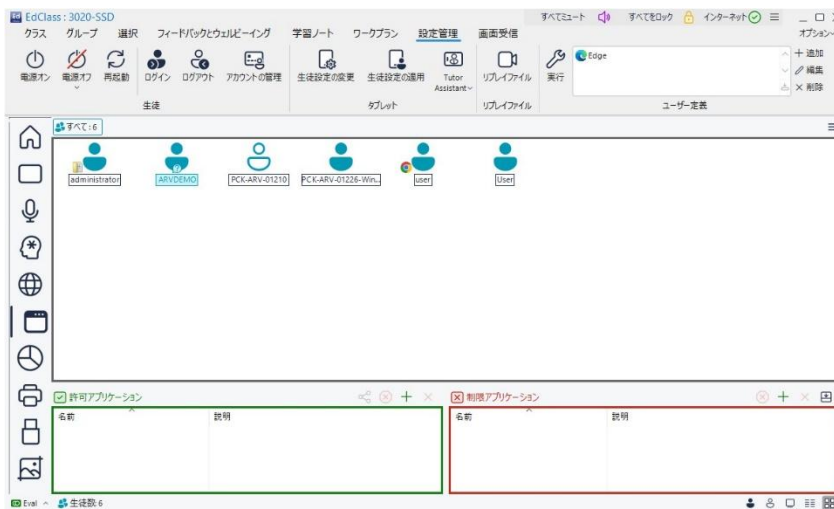 EdClass : 3020-SSD
すべてミュート すべてをロック インターネット
クラス グループ 選択 フィードバックとウェルビーイング 学習ノート ワークプラン 設定管理 画面受信 オプション
電源オン 電源オフ 再起動 ログイン ログアウト アカウントの管理 生徒設定の変更 生徒設定の適用 Tutor Assistant リプレイファイル 実行
Edge
追加
編集
削除
生徒 タブレット リプレイファイル ユーザー定義
すべて:6
administrator ARVDEMO PCK-ARV-01210 PCK-ARV-01226-Win... user User
許可アプリケーション 制限アプリケーション
名前 説明 名前 説明
Eval 生徒数: 6